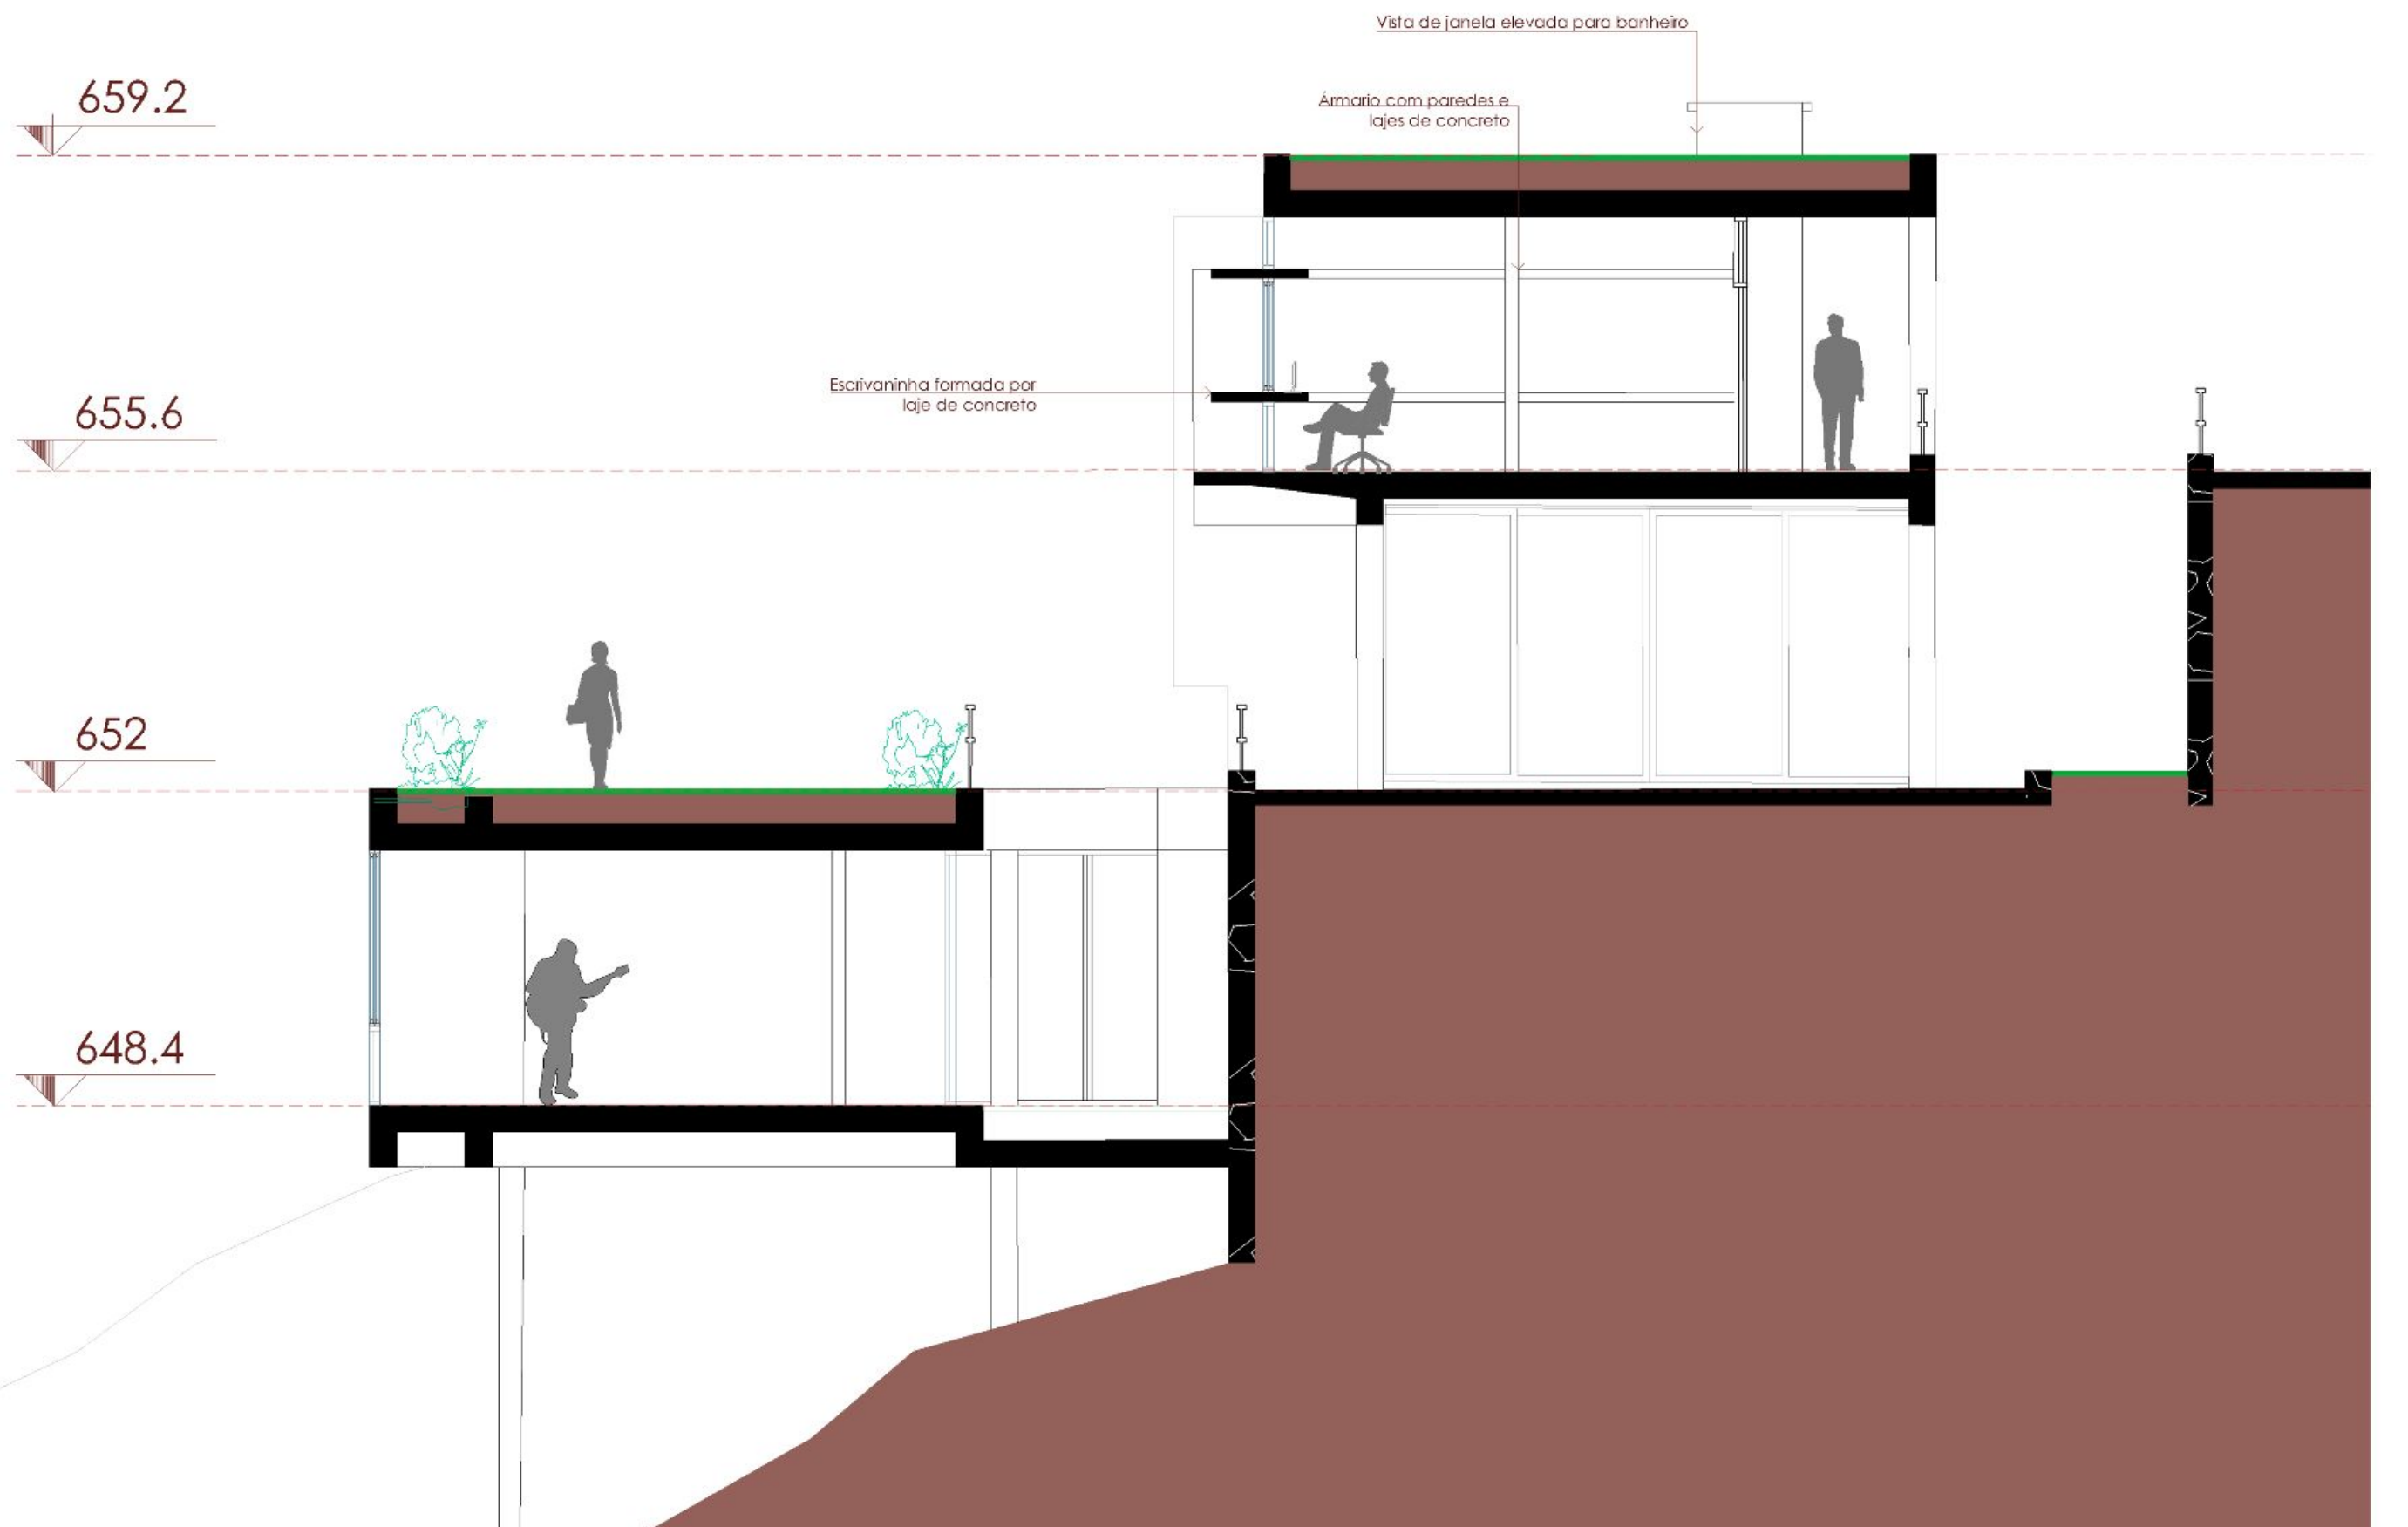 Vista de janela elevada para banheiro
659.2
Ármario com paredes e
lajes de concreto
Escrivaninha formada por
laje de concreto
655.6
652
648.4